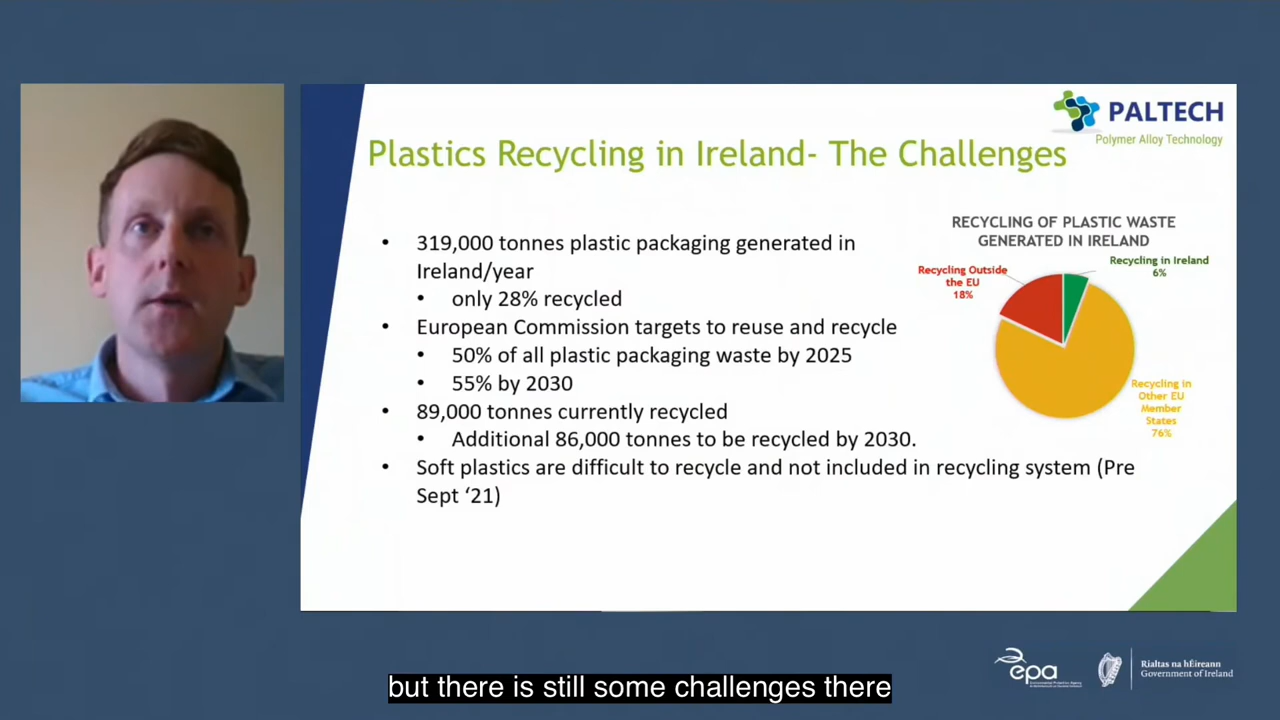 PALTECH
Polymer Alloy Technology
Plastics Recycling in Ireland- The Challenges
• 319,000 tonnes plastic packaging generated in
Ireland/year
• only 28% recycled
• European Commission targets to reuse and recycle
• 50% of all plastic packaging waste by 2025
• 55% by 2030
• 89,000 tonnes currently recycled
• Additional 86,000 tonnes to be recycled by 2030.
• Soft plastics are difficult to recycle and not included in recycling system (Pre
Sept ‘21)
RECYCLING OF PLASTIC WASTE
GENERATED IN IRELAND
Recycling in Ireland
6%
Recycling Outside
the EU
18%
Recycling in
Other EU
Member
States
76%
epa
Rialtas na hÉireann
Government of Ireland
but there is still some challenges there